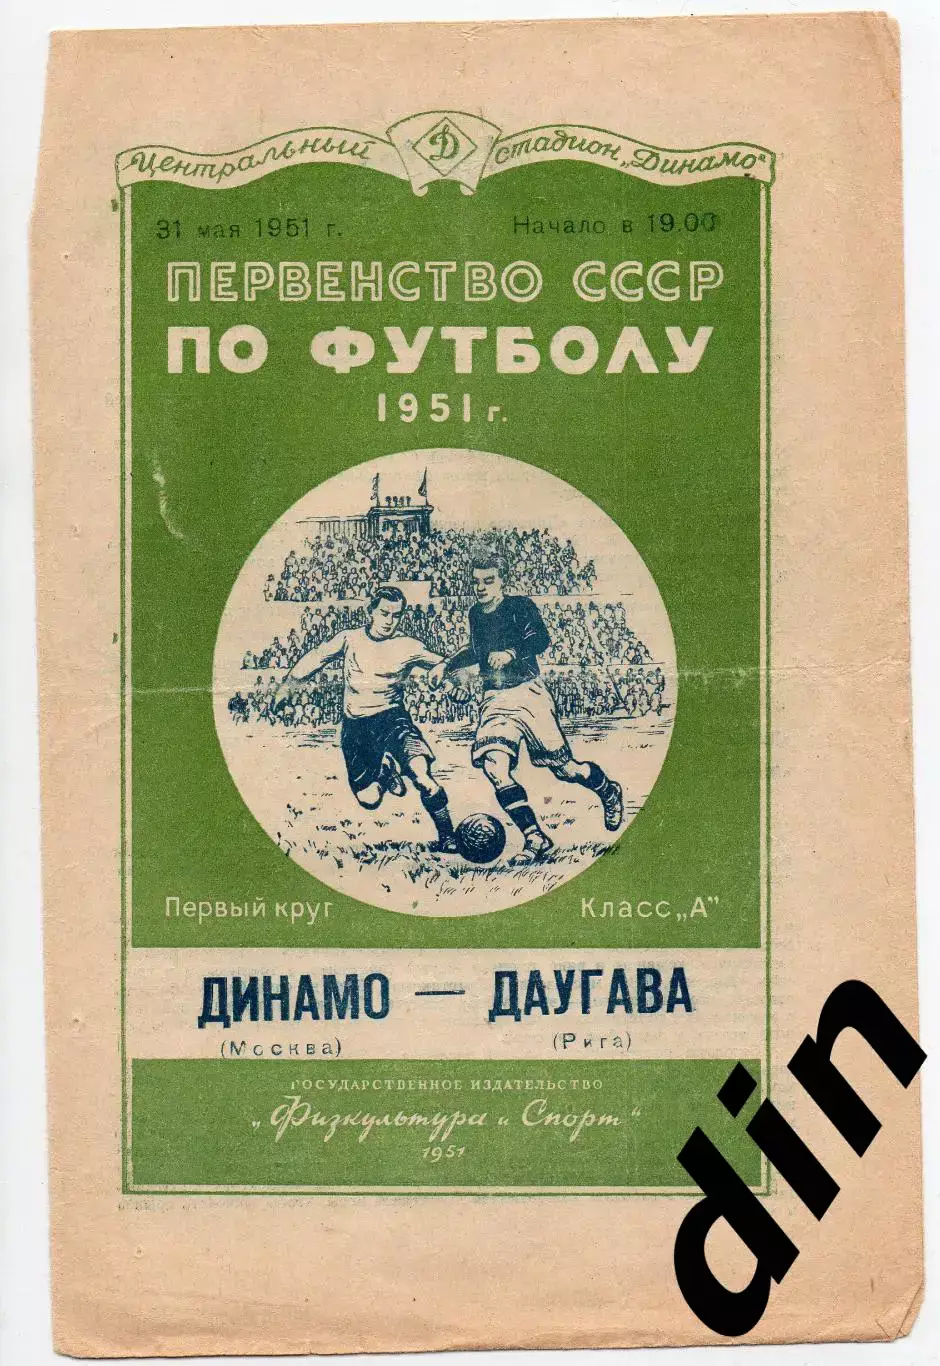 Центральный Д стадион „Динамо“
31 мая 1951 г. Начало в 19.00
ПЕРВЕНСТВО СССР
ПО ФУТБОЛУ
1951 г.
Первый круг Класс „А"
ДИНАМО — ДАУГАВА
(Москва) (Рига)
ГОСУДАРСТВЕННОЕ ИЗДАТЕЛЬСТВО
„Физкультура и Спорт"
1951
din